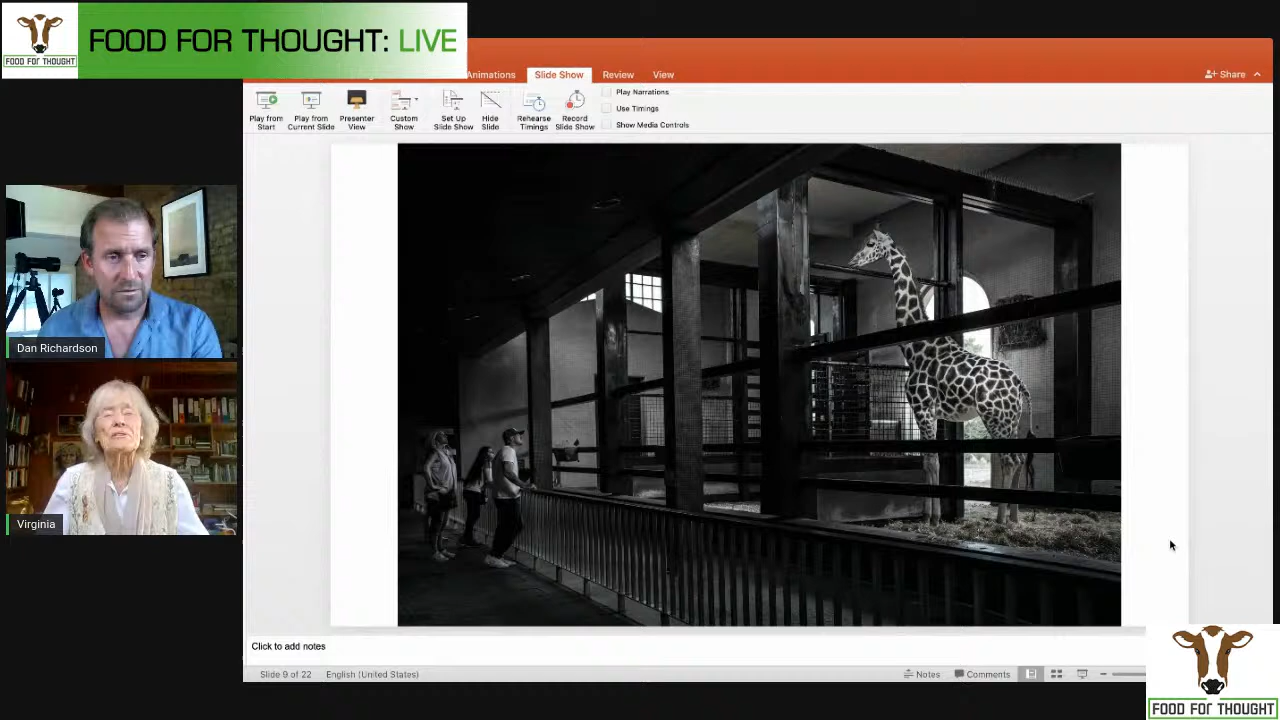 FOOD FOR THOUGHT
FOOD FOR THOUGHT: LIVE
Animations
Slide Show
Review
View
Share
Play from Start
Play from Current Slide
Presenter View
Custom Show
Set Up Slide Show
Hide Slide
Rehearse Timings
Record Slide Show
Play Narrations
Use Timings
Show Media Controls
Dan Richardson
Virginia
Click to add notes
Slide 9 of 22
English (United States)
Notes
Comments
FOOD FOR THOUGHT